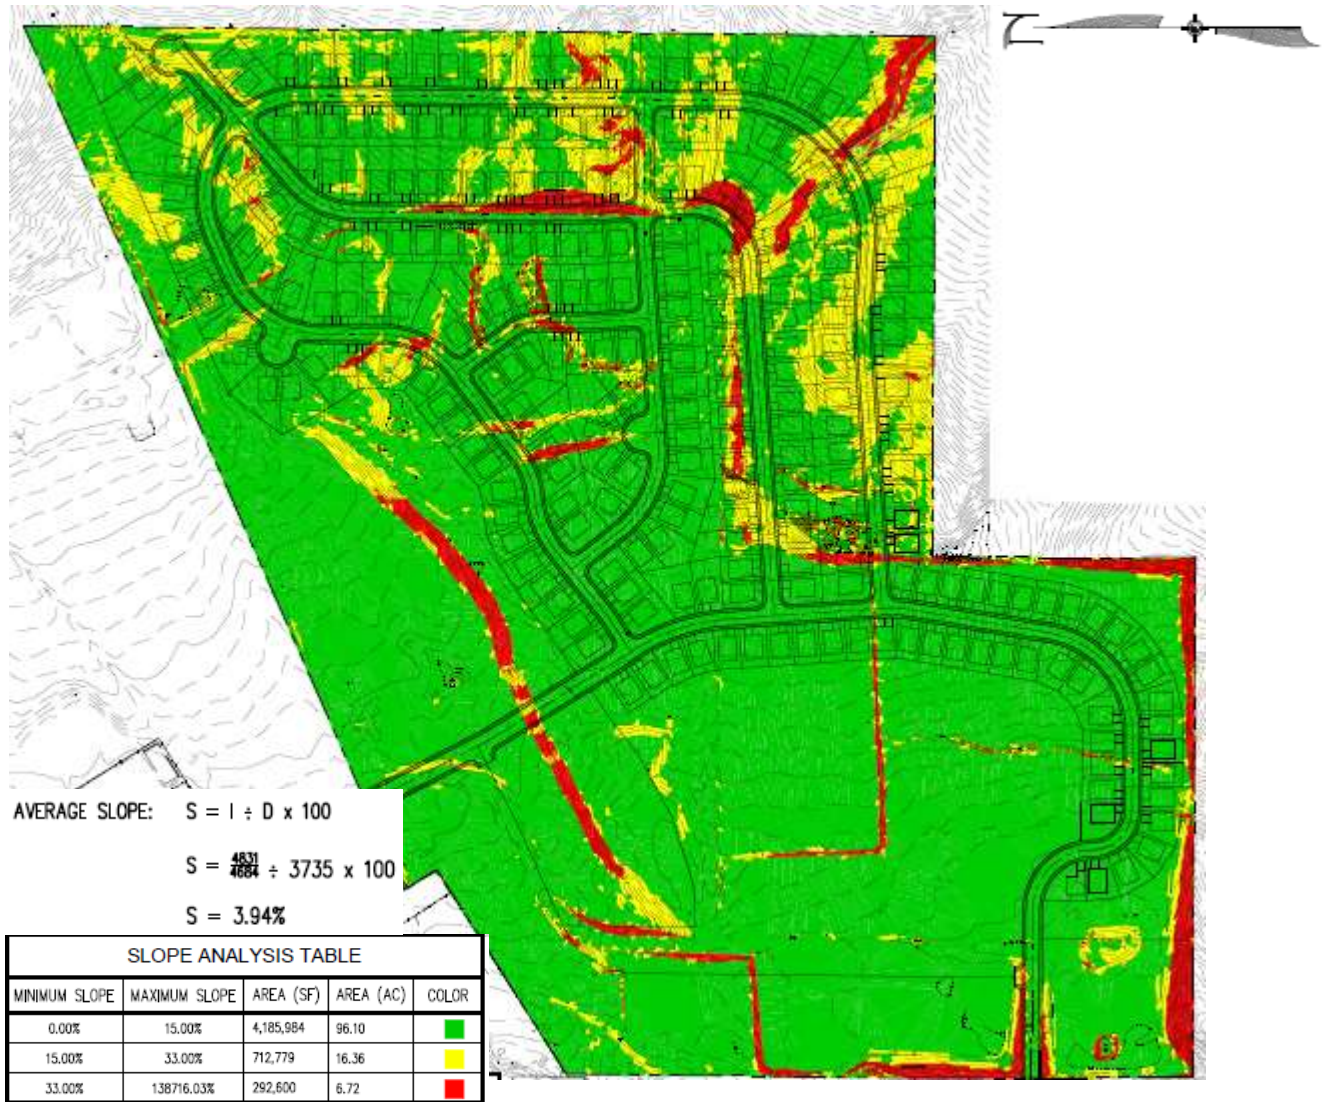 AVERAGE SLOPE: S = I ÷ D x 100
S = 4831/4684 ÷ 3735 x 100
S = 3.94%
SLOPE ANALYSIS TABLE
MINIMUM SLOPE MAXIMUM SLOPE AREA (SF) AREA (AC) COLOR
0.00% 15.00% 4,185,984 96.10
15.00% 33.00% 712,779 16.36
33.00% 138716.03% 292,600 6.72